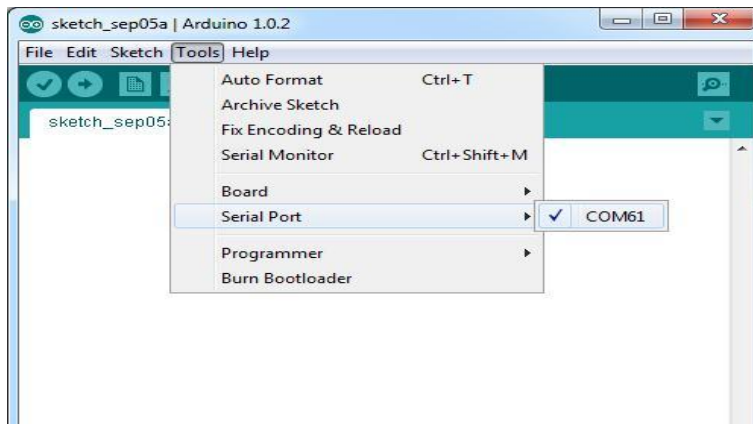 sketch_sep05a | Arduino 1.0.2
File Edit Sketch Tools Help
Auto Format Ctrl+T
Archive Sketch
sketch_sep05a
Fix Encoding & Reload
Serial Monitor Ctrl+Shift+M
Board
Serial Port COM61
Programmer
Burn Bootloader